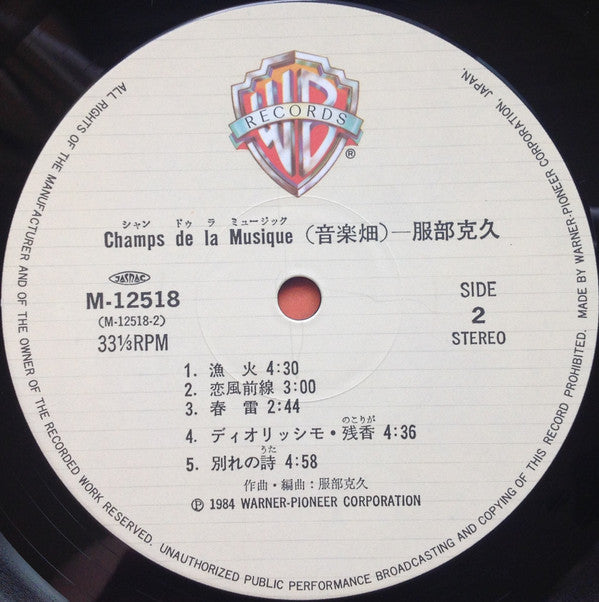 ALL RIGHTS OF THE MANUFACTURER AND OF THE OWNER OF THE RECORDED WORK RESERVED. UNAUTHORIZED PUBLIC PERFORMANCE BROADCASTING AND COPYING OF THIS RECORD PROHIBITED. MADE BY WARNER-PIONEER CORPORATION, JAPAN.
WB
RECORDS
®
シャン ドゥ ラ ミュージック
Champs de la Musique (音楽畑)—服部克久
JASRAC
M-12518
(M-12518-2)
33⅓RPM
SIDE
2
STEREO
1. 漁 火 4:30
2. 恋風前線 3:00
3. 春 雷 2:44
のこりが
4. ディオリッシモ・残香 4:36
うた
5. 別れの詩 4:58
作曲・編曲:服部克久
Ⓟ 1984 WARNER-PIONEER CORPORATION